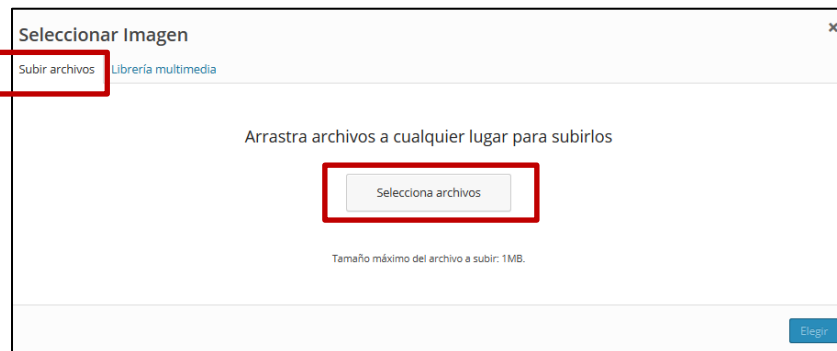 Seleccionar Imagen
Subir archivos Librería multimedia
Arrastra archivos a cualquier lugar para subirlos
Selecciona archivos
Tamaño máximo del archivo a subir: 1MB.
Elegir